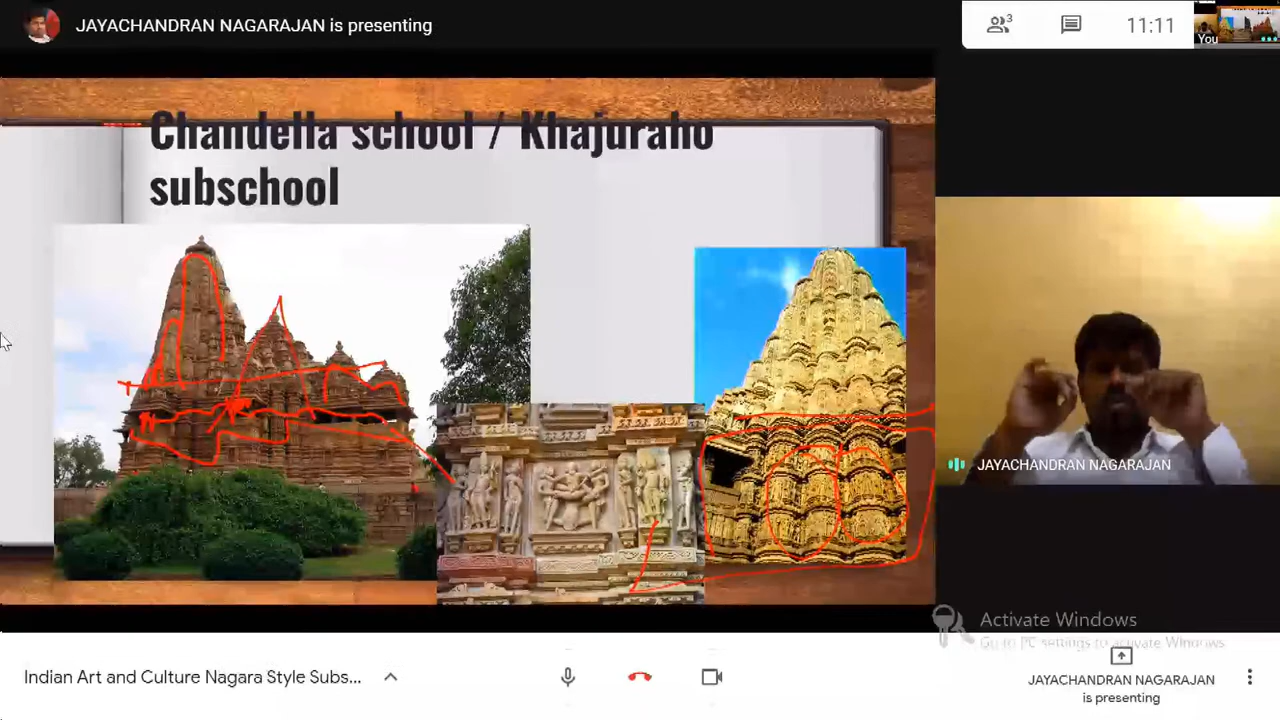 JAYACHANDRAN NAGARAJAN is presenting
3
11:11
You
Chandella school / Khajuraho
subschool
JAYACHANDRAN NAGARAJAN
Activate Windows
Go to PC settings to activate Windows.
Indian Art and Culture Nagara Style Subs...
JAYACHANDRAN NAGARAJAN
is presenting